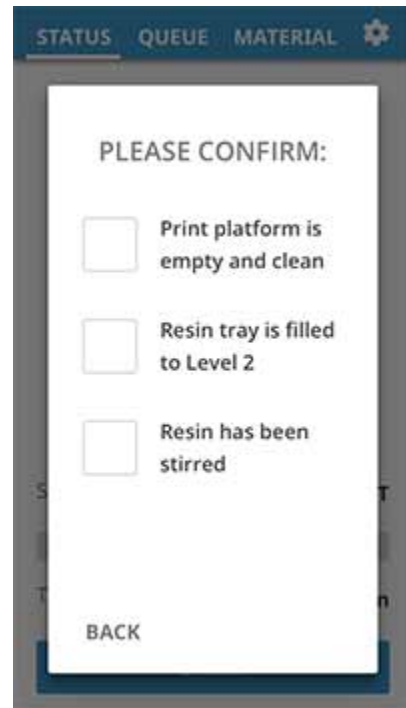 STATUS QUEUE MATERIAL
PLEASE CONFIRM:
Print platform is
empty and clean
Resin tray is filled
to Level 2
Resin has been
stirred
S T
T n
BACK